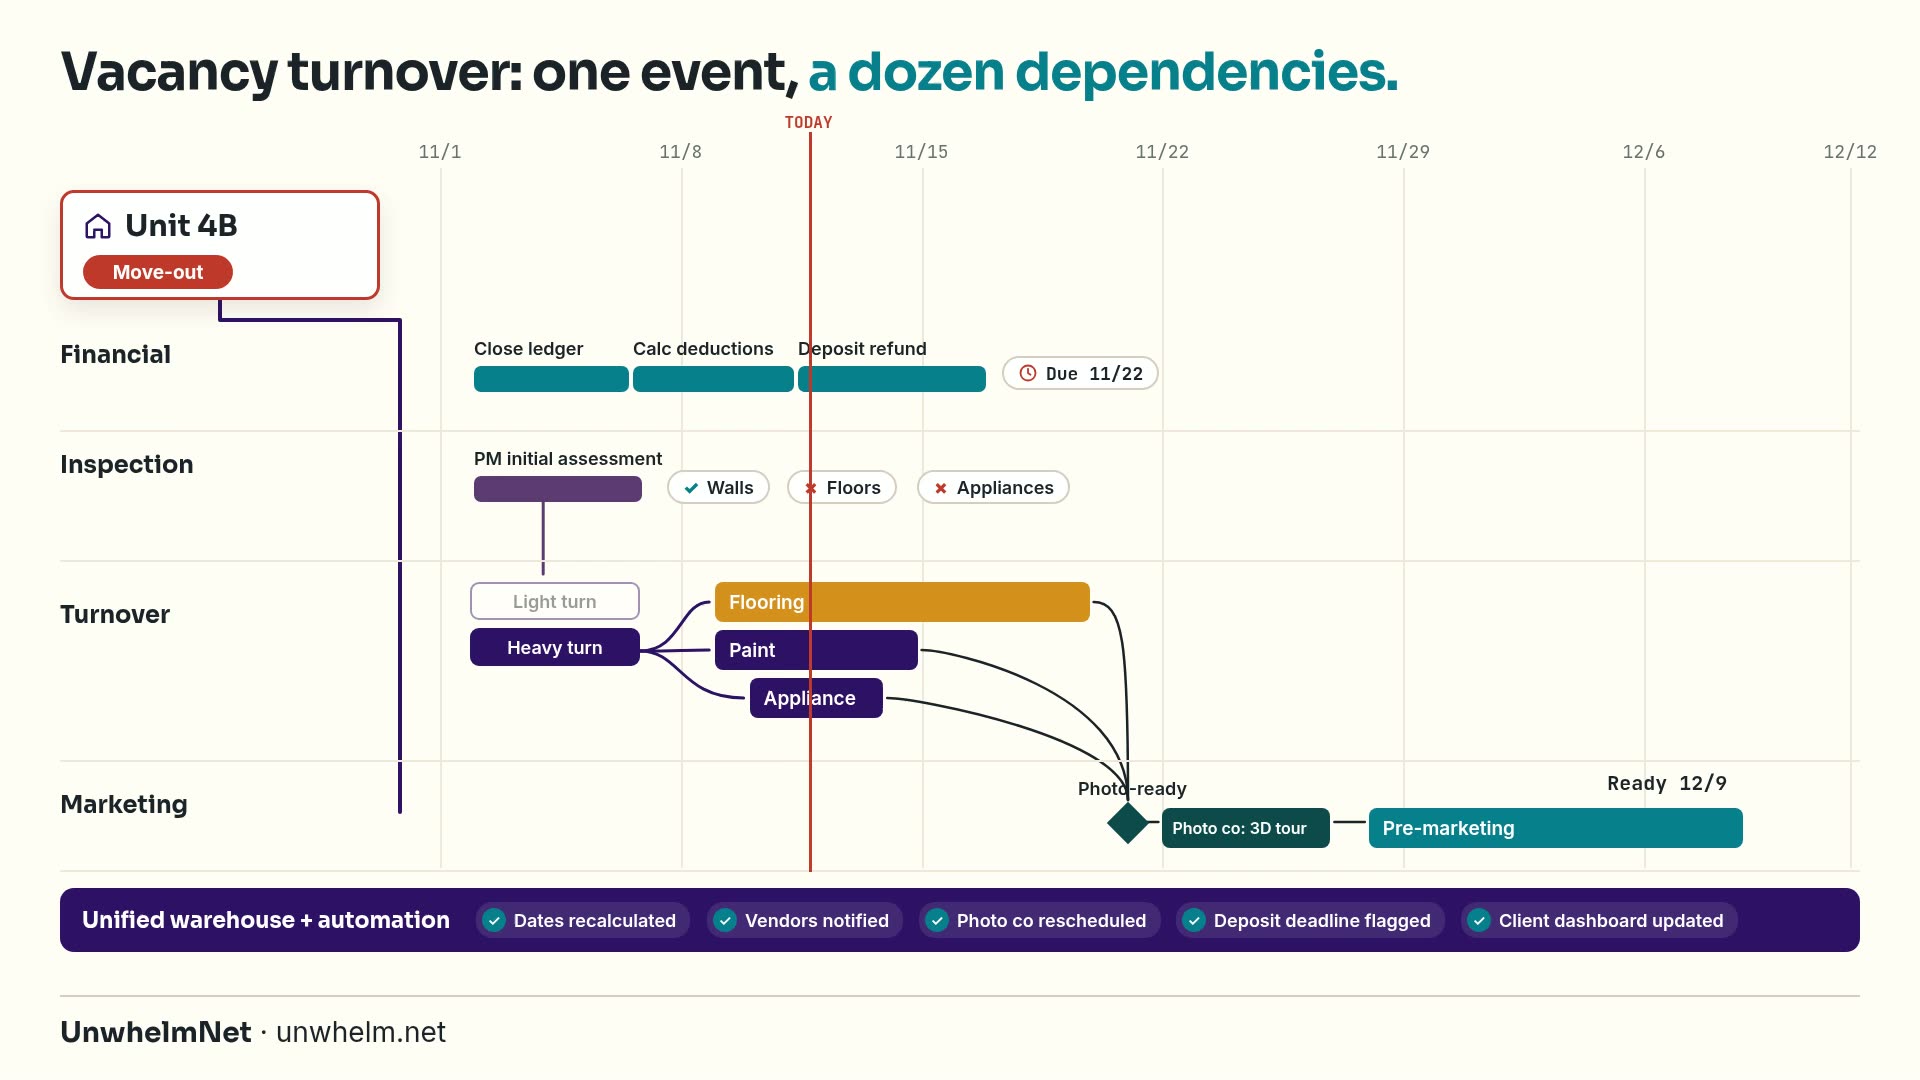 Vacancy turnover: one event, a dozen dependencies.
TODAY
11/1 11/8 11/15 11/22 11/29 12/6 12/12
Unit 4B
Move-out
Financial
Close ledger Calc deductions Deposit refund
Due 11/22
Inspection
PM initial assessment
Walls Floors Appliances
Turnover
Light turn
Heavy turn
Flooring
Paint
Appliance
Marketing
Photo-ready
Ready 12/9
Photo co: 3D tour
Pre-marketing
Unified warehouse + automation Dates recalculated Vendors notified Photo co rescheduled Deposit deadline flagged Client dashboard updated
UnwhelmNet · unwhelm.net